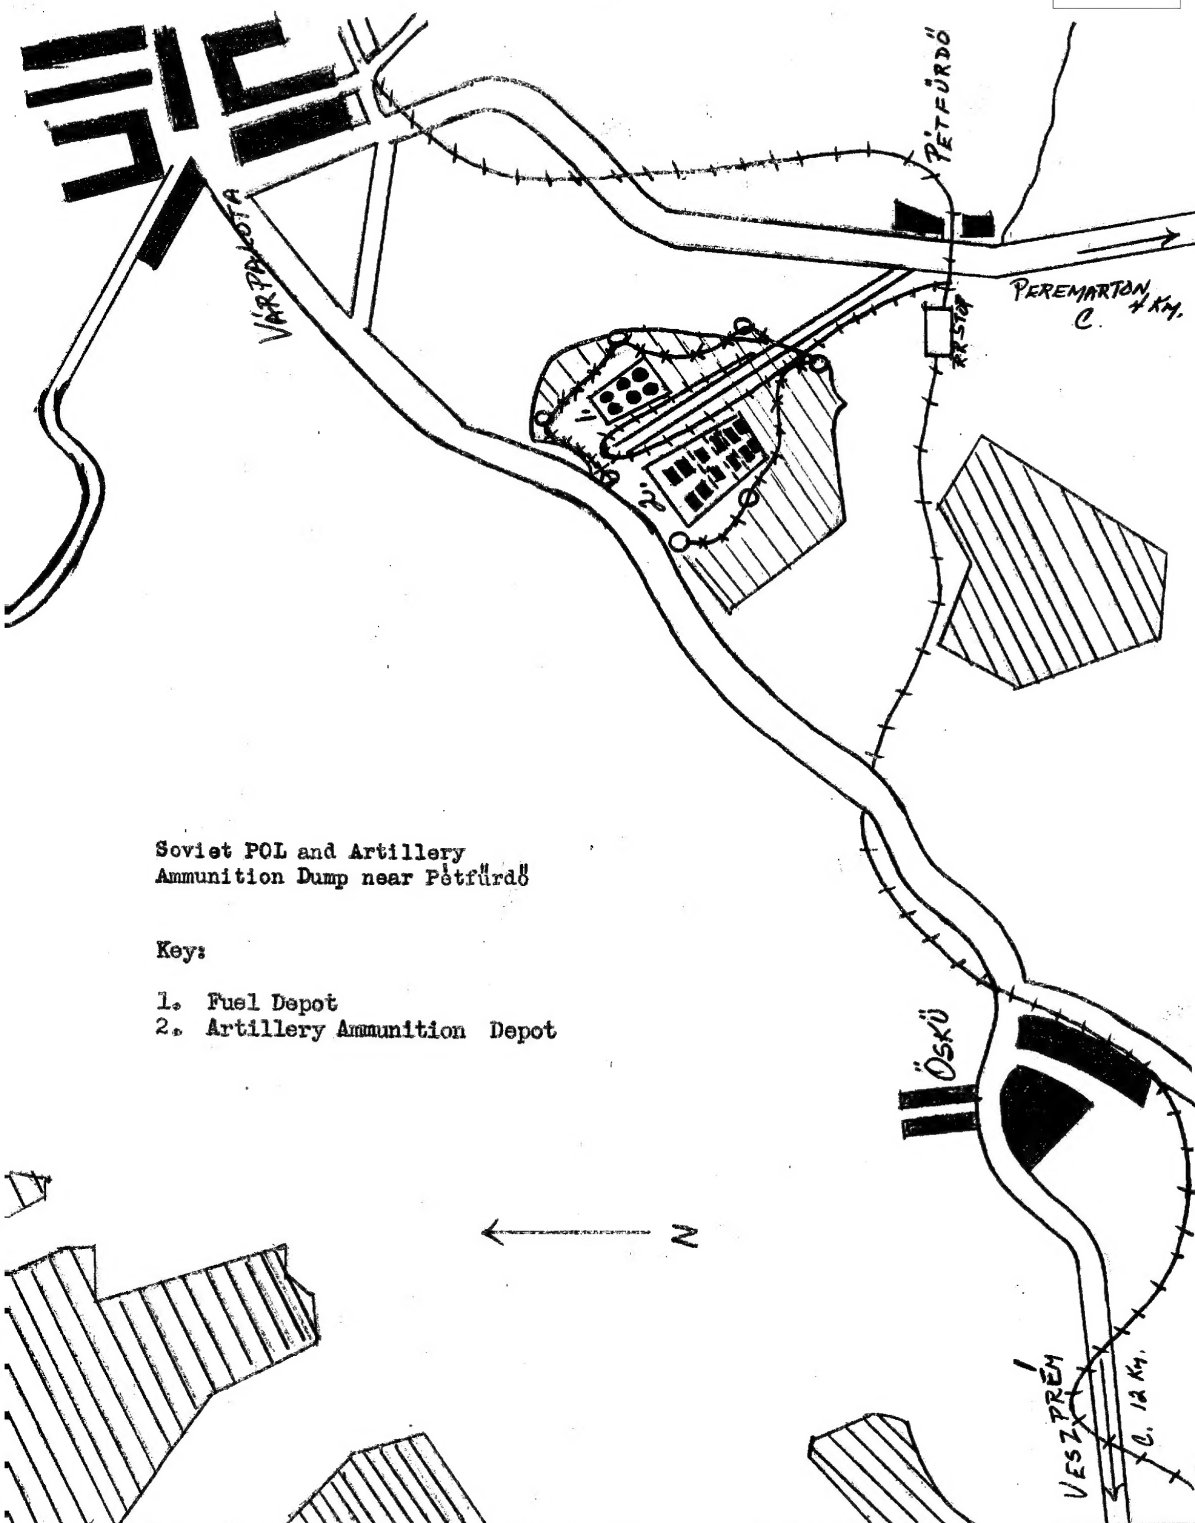 PÉTFÜRDŐ
VÁRPALOTA
PEREMARTON
C. 4 KM.
RR STOP
1.
2.
Soviet POL and Artillery
Ammunition Dump near Pétfürdő
Key:
1. Fuel Depot
2. Artillery Ammunition Depot
ÖSKÜ
N
VESZPRÉM
C. 12 KM.